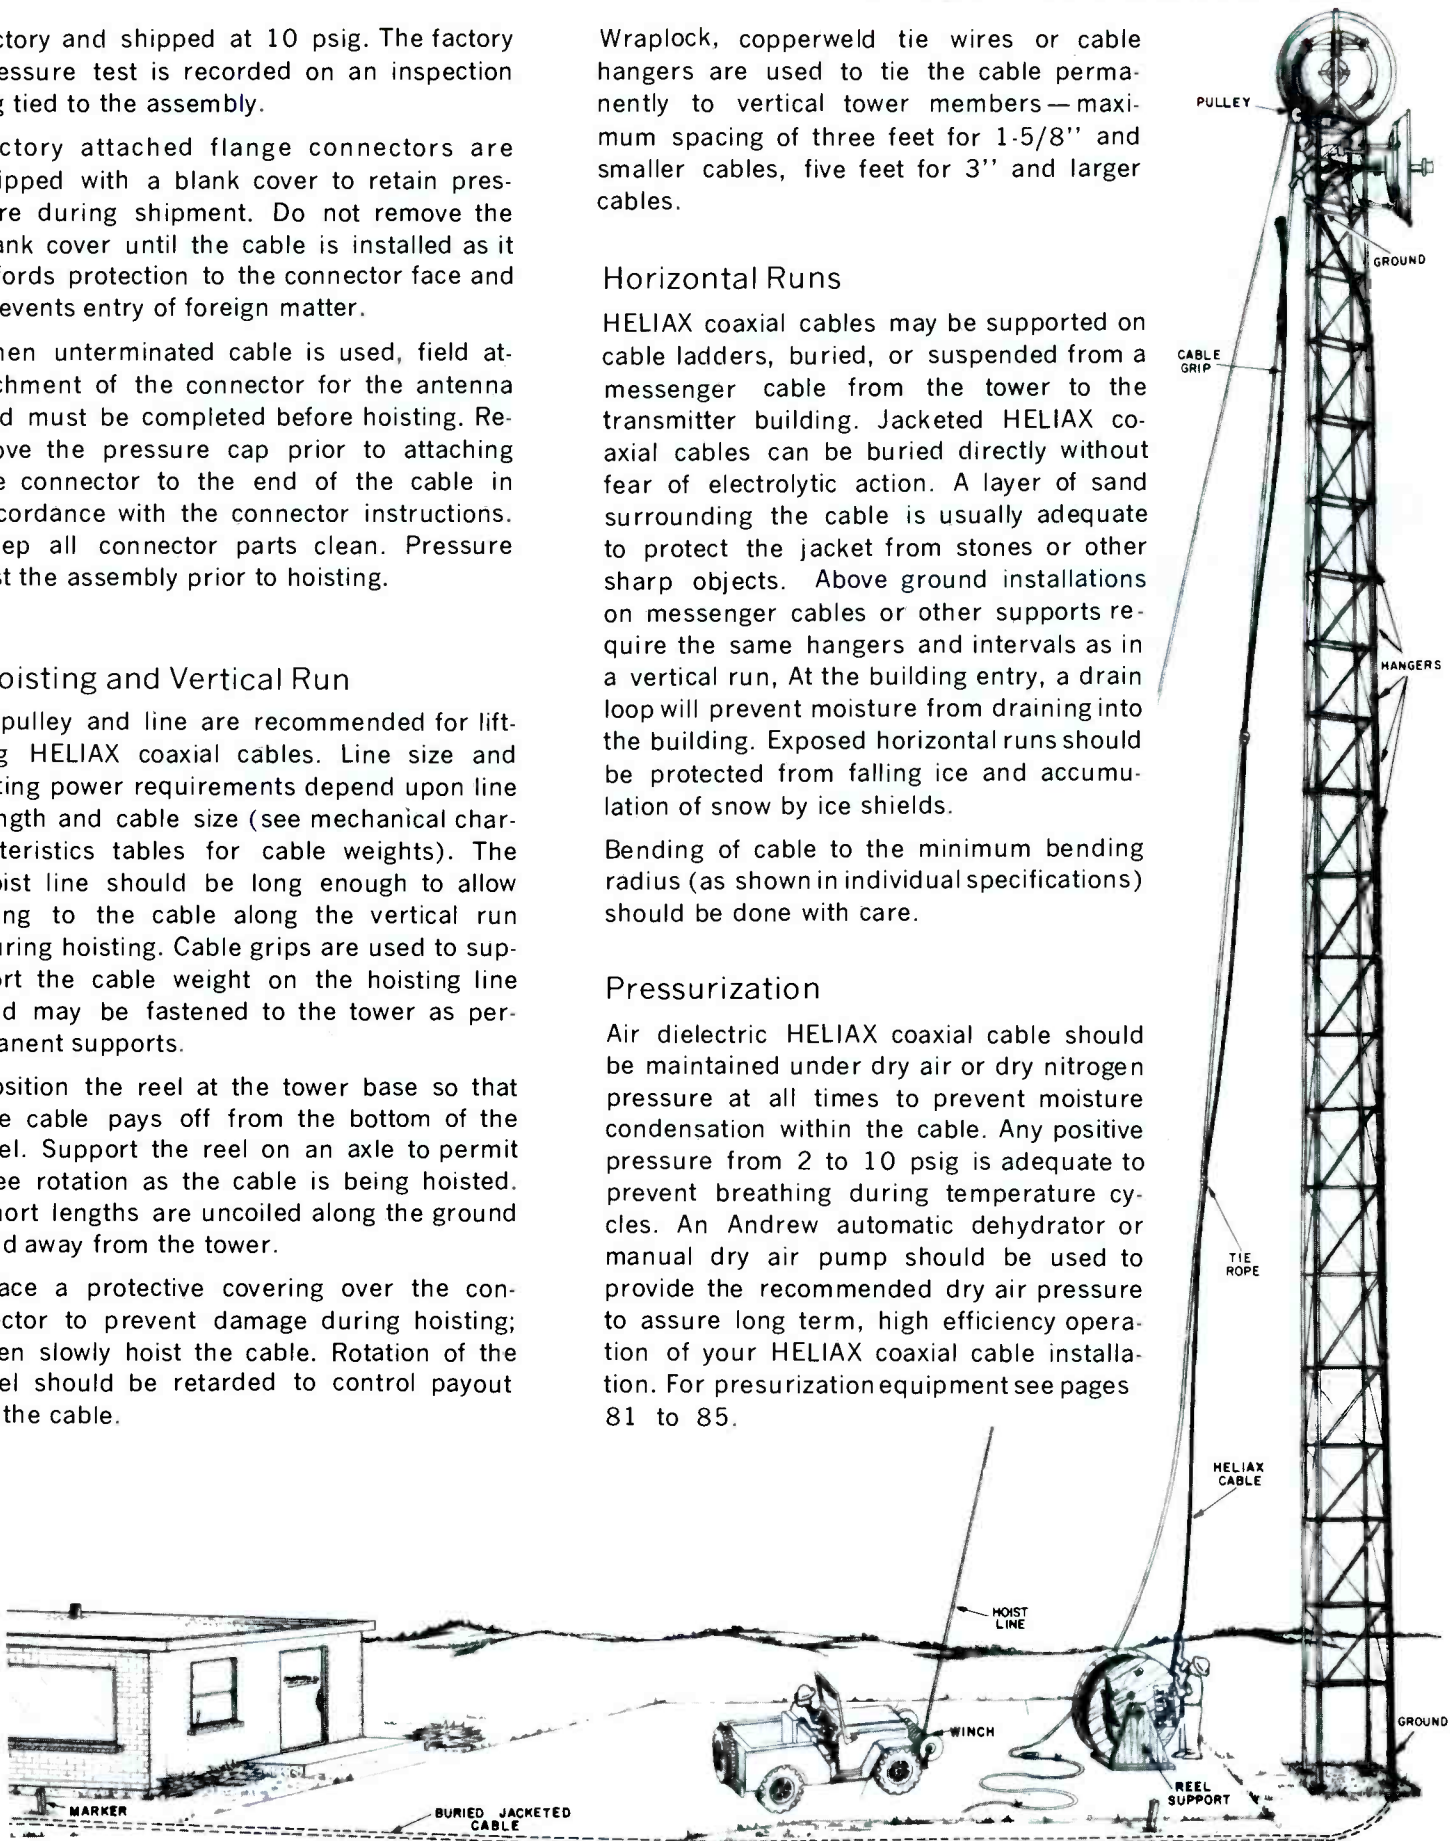 ctory and shipped at 10 psig. The factory
essure test is recorded on an inspection
g tied to the assembly.
ctory attached flange connectors are
ipped with a blank cover to retain pres-
re during shipment. Do not remove the
ank cover until the cable is installed as it
fords protection to the connector face and
events entry of foreign matter.
hen unterminated cable is used, field at-
chment of the connector for the antenna
d must be completed before hoisting. Re-
ove the pressure cap prior to attaching
e connector to the end of the cable in
cordance with the connector instructions.
ep all connector parts clean. Pressure
st the assembly prior to hoisting.
oisting and Vertical Run
pulley and line are recommended for lift-
g HELIAX coaxial cables. Line size and
ting power requirements depend upon line
ngth and cable size (see mechanical char-
teristics tables for cable weights). The
oist line should be long enough to allow
ing to the cable along the vertical run
uring hoisting. Cable grips are used to sup-
ort the cable weight on the hoisting line
d may be fastened to the tower as per-
anent supports.
osition the reel at the tower base so that
e cable pays off from the bottom of the
el. Support the reel on an axle to permit
ee rotation as the cable is being hoisted.
hort lengths are uncoiled along the ground
d away from the tower.
ace a protective covering over the con-
ctor to prevent damage during hoisting;
en slowly hoist the cable. Rotation of the
el should be retarded to control payout
the cable.
Wraplock, copperweld tie wires or cable
hangers are used to tie the cable perma-
nently to vertical tower members — maxi-
mum spacing of three feet for 1-5/8'' and
smaller cables, five feet for 3'' and larger
cables.
Horizontal Runs
HELIAX coaxial cables may be supported on
cable ladders, buried, or suspended from a
messenger cable from the tower to the
transmitter building. Jacketed HELIAX co-
axial cables can be buried directly without
fear of electrolytic action. A layer of sand
surrounding the cable is usually adequate
to protect the jacket from stones or other
sharp objects. Above ground installations
on messenger cables or other supports re-
quire the same hangers and intervals as in
a vertical run, At the building entry, a drain
loop will prevent moisture from draining into
the building. Exposed horizontal runs should
be protected from falling ice and accumu-
lation of snow by ice shields.
Bending of cable to the minimum bending
radius (as shown in individual specifications)
should be done with care.
Pressurization
Air dielectric HELIAX coaxial cable should
be maintained under dry air or dry nitrogen
pressure at all times to prevent moisture
condensation within the cable. Any positive
pressure from 2 to 10 psig is adequate to
prevent breathing during temperature cy-
cles. An Andrew automatic dehydrator or
manual dry air pump should be used to
provide the recommended dry air pressure
to assure long term, high efficiency opera-
tion of your HELIAX coaxial cable installa-
tion. For presurization equipment see pages
81 to 85.
PULLEY
GROUND
CABLE
GRIP
HANGERS
TIE
ROPE
HELIAX
CABLE
HOIST
LINE
WINCH
GROUND
REEL
SUPPORT
MARKER
BURIED JACKETED
CABLE